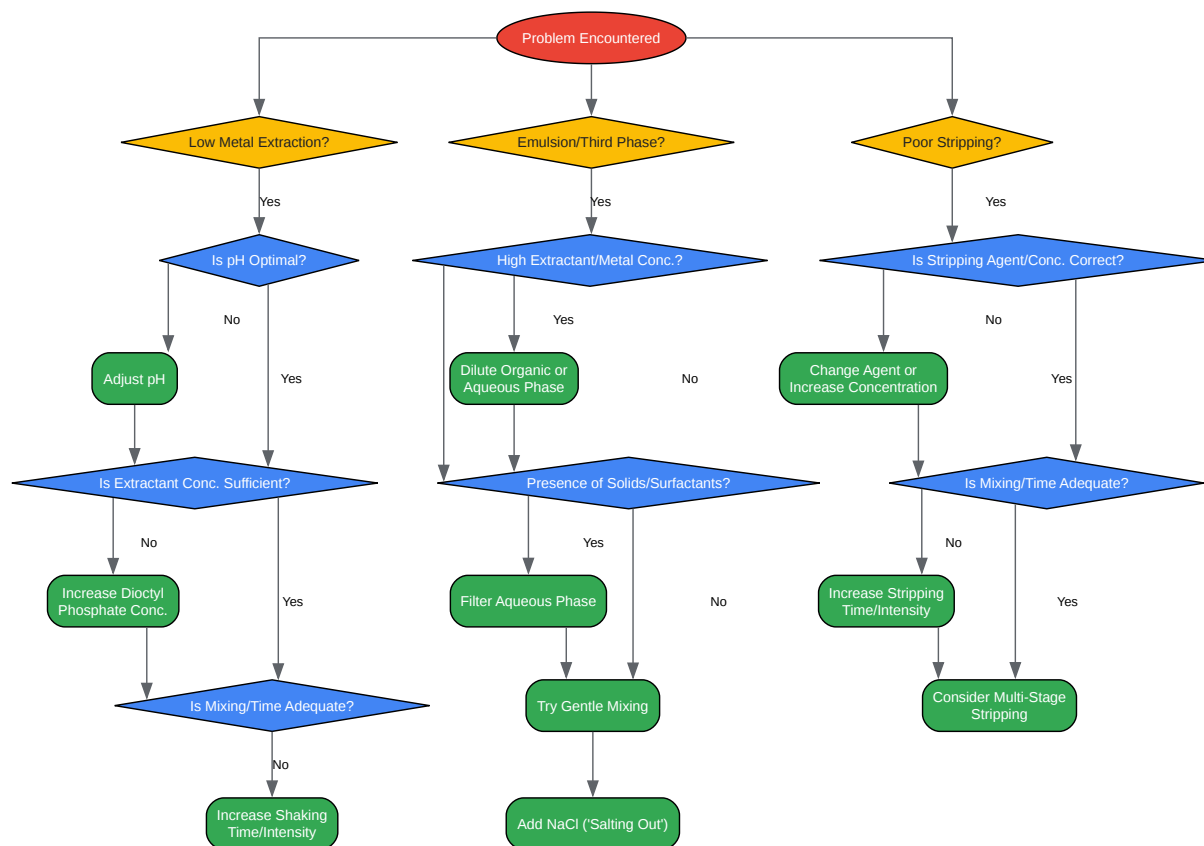 Problem Encountered
Low Metal Extraction?
Emulsion/Third Phase?
Poor Stripping?
Yes
Yes
Yes
Is pH Optimal?
High Extractant/Metal Conc.?
Is Stripping Agent/Conc. Correct?
No
Yes
No
Adjust pH
Yes
Dilute Organic or
Aqueous Phase
No
Change Agent or
Increase Concentration
Yes
Is Extractant Conc. Sufficient?
Presence of Solids/Surfactants?
Is Mixing/Time Adequate?
No
Yes
No
Increase Dioctyl
Phosphate Conc.
Yes
Filter Aqueous Phase
No
Increase Stripping
Time/Intensity
Yes
Is Mixing/Time Adequate?
Try Gentle Mixing
Consider Multi-Stage
Stripping
No
Increase Shaking
Time/Intensity
Add NaCl ('Salting Out')